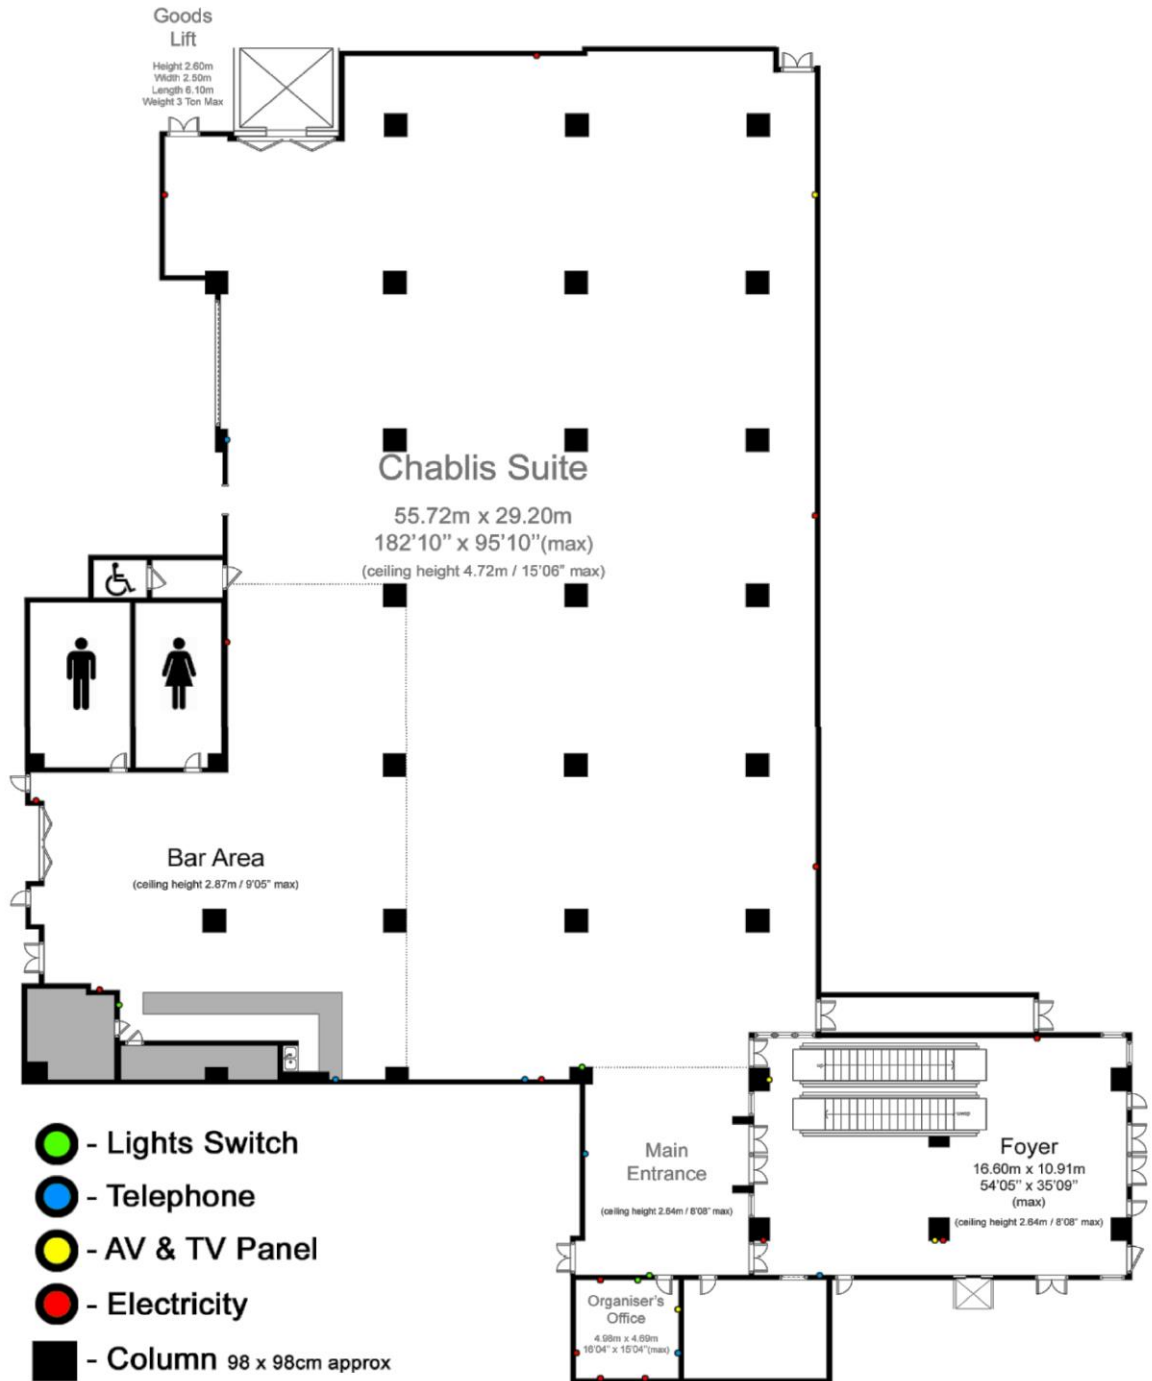 Goods
Lift
Height 2.60m
Width 2.50m
Length 6.10m
Weight 3 Ton Max
Chablis Suite
55.72m x 29.20m
182'10" x 95'10"(max)
(ceiling height 4.72m / 15'06" max)
Bar Area
(ceiling height 2.87m / 9'05" max)
Main
Entrance
(ceiling height 2.64m / 8'08" max)
Foyer
16.60m x 10.91m
54'05" x 35'09"
(max)
(ceiling height 2.64m / 8'08" max)
Organiser's
Office
4.98m x 4.69m
16'04" x 15'04"(max)
- Lights Switch
- Telephone
- AV & TV Panel
- Electricity
- Column 98 x 98cm approx